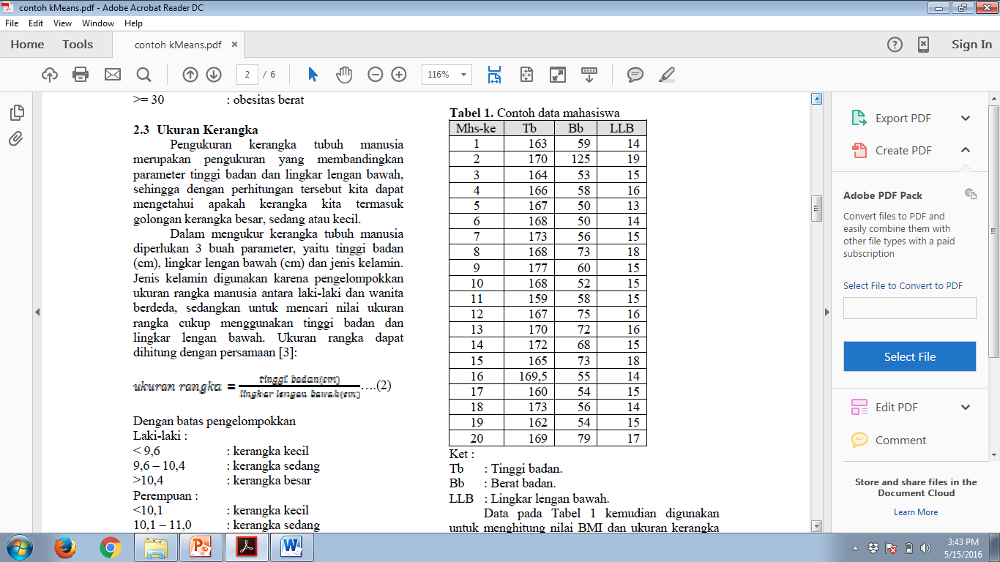 contoh kMeans.pdf - Adobe Acrobat Reader DC
File Edit View Window Help
Home Tools contoh kMeans.pdf × Sign In
2 / 6 116%
>= 30 : obesitas berat
2.3 Ukuran Kerangka
Pengukuran kerangka tubuh manusia
merupakan pengukuran yang membandingkan
parameter tinggi badan dan lingkar lengan bawah,
sehingga dengan perhitungan tersebut kita dapat
mengetahui apakah kerangka kita termasuk
golongan kerangka besar, sedang atau kecil.
Dalam mengukur kerangka tubuh manusia
diperlukan 3 buah parameter, yaitu tinggi badan
(cm), lingkar lengan bawah (cm) dan jenis kelamin.
Jenis kelamin digunakan karena pengelompokkan
ukuran rangka manusia antara laki-laki dan wanita
berdeda, sedangkan untuk mencari nilai ukuran
rangka cukup menggunakan tinggi badan dan
lingkar lengan bawah. Ukuran rangka dapat
dihitung dengan persamaan [3]:
ukuran rangka = tinggi badan(cm) / lingkar lengan bawah(cm) ….(2)
Dengan batas pengelompokkan
Laki-laki :
< 9,6 : kerangka kecil
9,6 – 10,4 : kerangka sedang
>10,4 : kerangka besar
Perempuan :
<10,1 : kerangka kecil
10,1 – 11,0 : kerangka sedang
Tabel 1. Contoh data mahasiswa
Mhs-ke Tb Bb LLB
1 163 59 14
2 170 125 19
3 164 53 15
4 166 58 16
5 167 50 13
6 168 50 14
7 173 56 15
8 168 73 18
9 177 60 15
10 168 52 15
11 159 58 15
12 167 75 16
13 170 72 16
14 172 68 15
15 165 73 18
16 169,5 55 14
17 160 54 15
18 173 56 14
19 162 54 15
20 169 79 17
Ket :
Tb : Tinggi badan.
Bb : Berat badan.
LLB : Lingkar lengan bawah.
Data pada Tabel 1 kemudian digunakan
untuk menghitung nilai BMI dan ukuran kerangka
Export PDF
Create PDF
Adobe PDF Pack
Convert files to PDF and
easily combine them with
other file types with a paid
subscription
Select File to Convert to PDF
Select File
Edit PDF
Comment
Store and share files in the
Document Cloud
Learn More
3:43 PM
5/15/2016